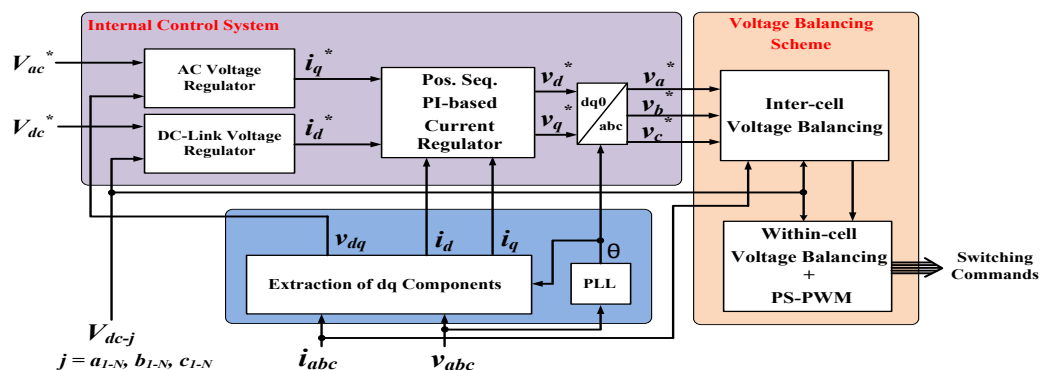 Internal Control System
Voltage Balancing
Scheme
V_ac*
AC Voltage
Regulator
i_q*
V_dc*
DC-Link Voltage
Regulator
i_d*
Pos. Seq.
PI-based
Current
Regulator
v_d*
v_q*
dq0
abc
v_a*
v_b*
v_c*
Inter-cell
Voltage Balancing
Within-cell
Voltage Balancing
+
PS-PWM
Switching
Commands
v_dq
i_d
i_q
θ
Extraction of dq Components
PLL
V_dc-j
j = a_1-N, b_1-N, c_1-N
i_abc
v_abc